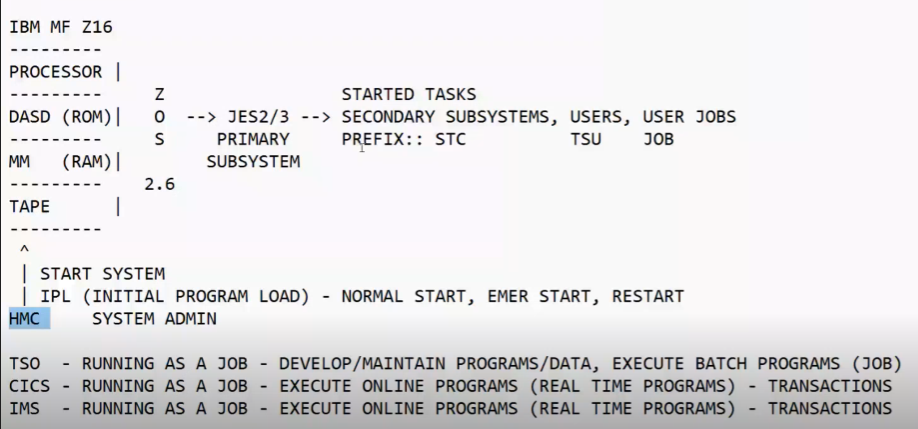 IBM MF Z16
---------
PROCESSOR |
---------     Z                       STARTED TASKS
DASD (ROM)|   O  --> JES2/3 --> SECONDARY SUBSYSTEMS, USERS, USER JOBS
---------     S      PRIMARY    PREFIX:: STC              TSU     JOB
MM   (RAM)|         SUBSYSTEM
---------    2.6
TAPE      |
---------
 ^
 | START SYSTEM
 | IPL (INITIAL PROGRAM LOAD) - NORMAL START, EMER START, RESTART
HMC     SYSTEM ADMIN
TSO  - RUNNING AS A JOB - DEVELOP/MAINTAIN PROGRAMS/DATA, EXECUTE BATCH PROGRAMS (JOB)
CICS - RUNNING AS A JOB - EXECUTE ONLINE PROGRAMS (REAL TIME PROGRAMS) - TRANSACTIONS
IMS  - RUNNING AS A JOB - EXECUTE ONLINE PROGRAMS (REAL TIME PROGRAMS) - TRANSACTIONS